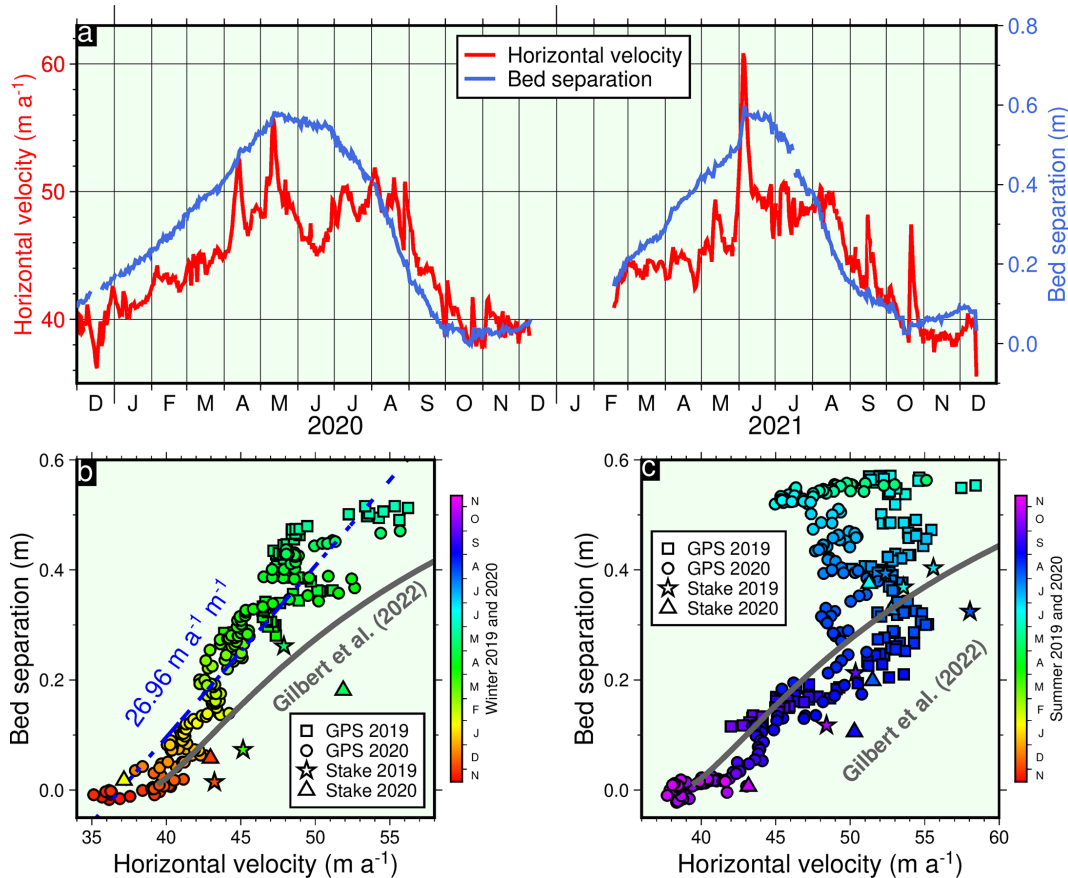 a
Horizontal velocity
Bed separation
Horizontal velocity (m a-1)
60
50
40
Bed separation (m)
0.8
0.6
0.4
0.2
0.0
D J F M A M J J A S O N D J F M A M J J A S O N D
2020 2021
b
Bed separation (m)
0.6
0.4
0.2
0.0
26.96 m a-1 m-1
Gilbert et al. (2022)
GPS 2019
GPS 2020
Stake 2019
Stake 2020
35 40 45 50 55
Horizontal velocity (m a-1)
N
O
S
A
J
J
M
A
M
F
J
D
N
Winter 2019 and 2020
c
Bed separation (m)
0.6
0.4
0.2
0.0
GPS 2019
GPS 2020
Stake 2019
Stake 2020
Gilbert et al. (2022)
40 45 50 55 60
Horizontal velocity (m a-1)
N
O
S
A
J
J
M
A
M
F
J
D
N
Summer 2019 and 2020